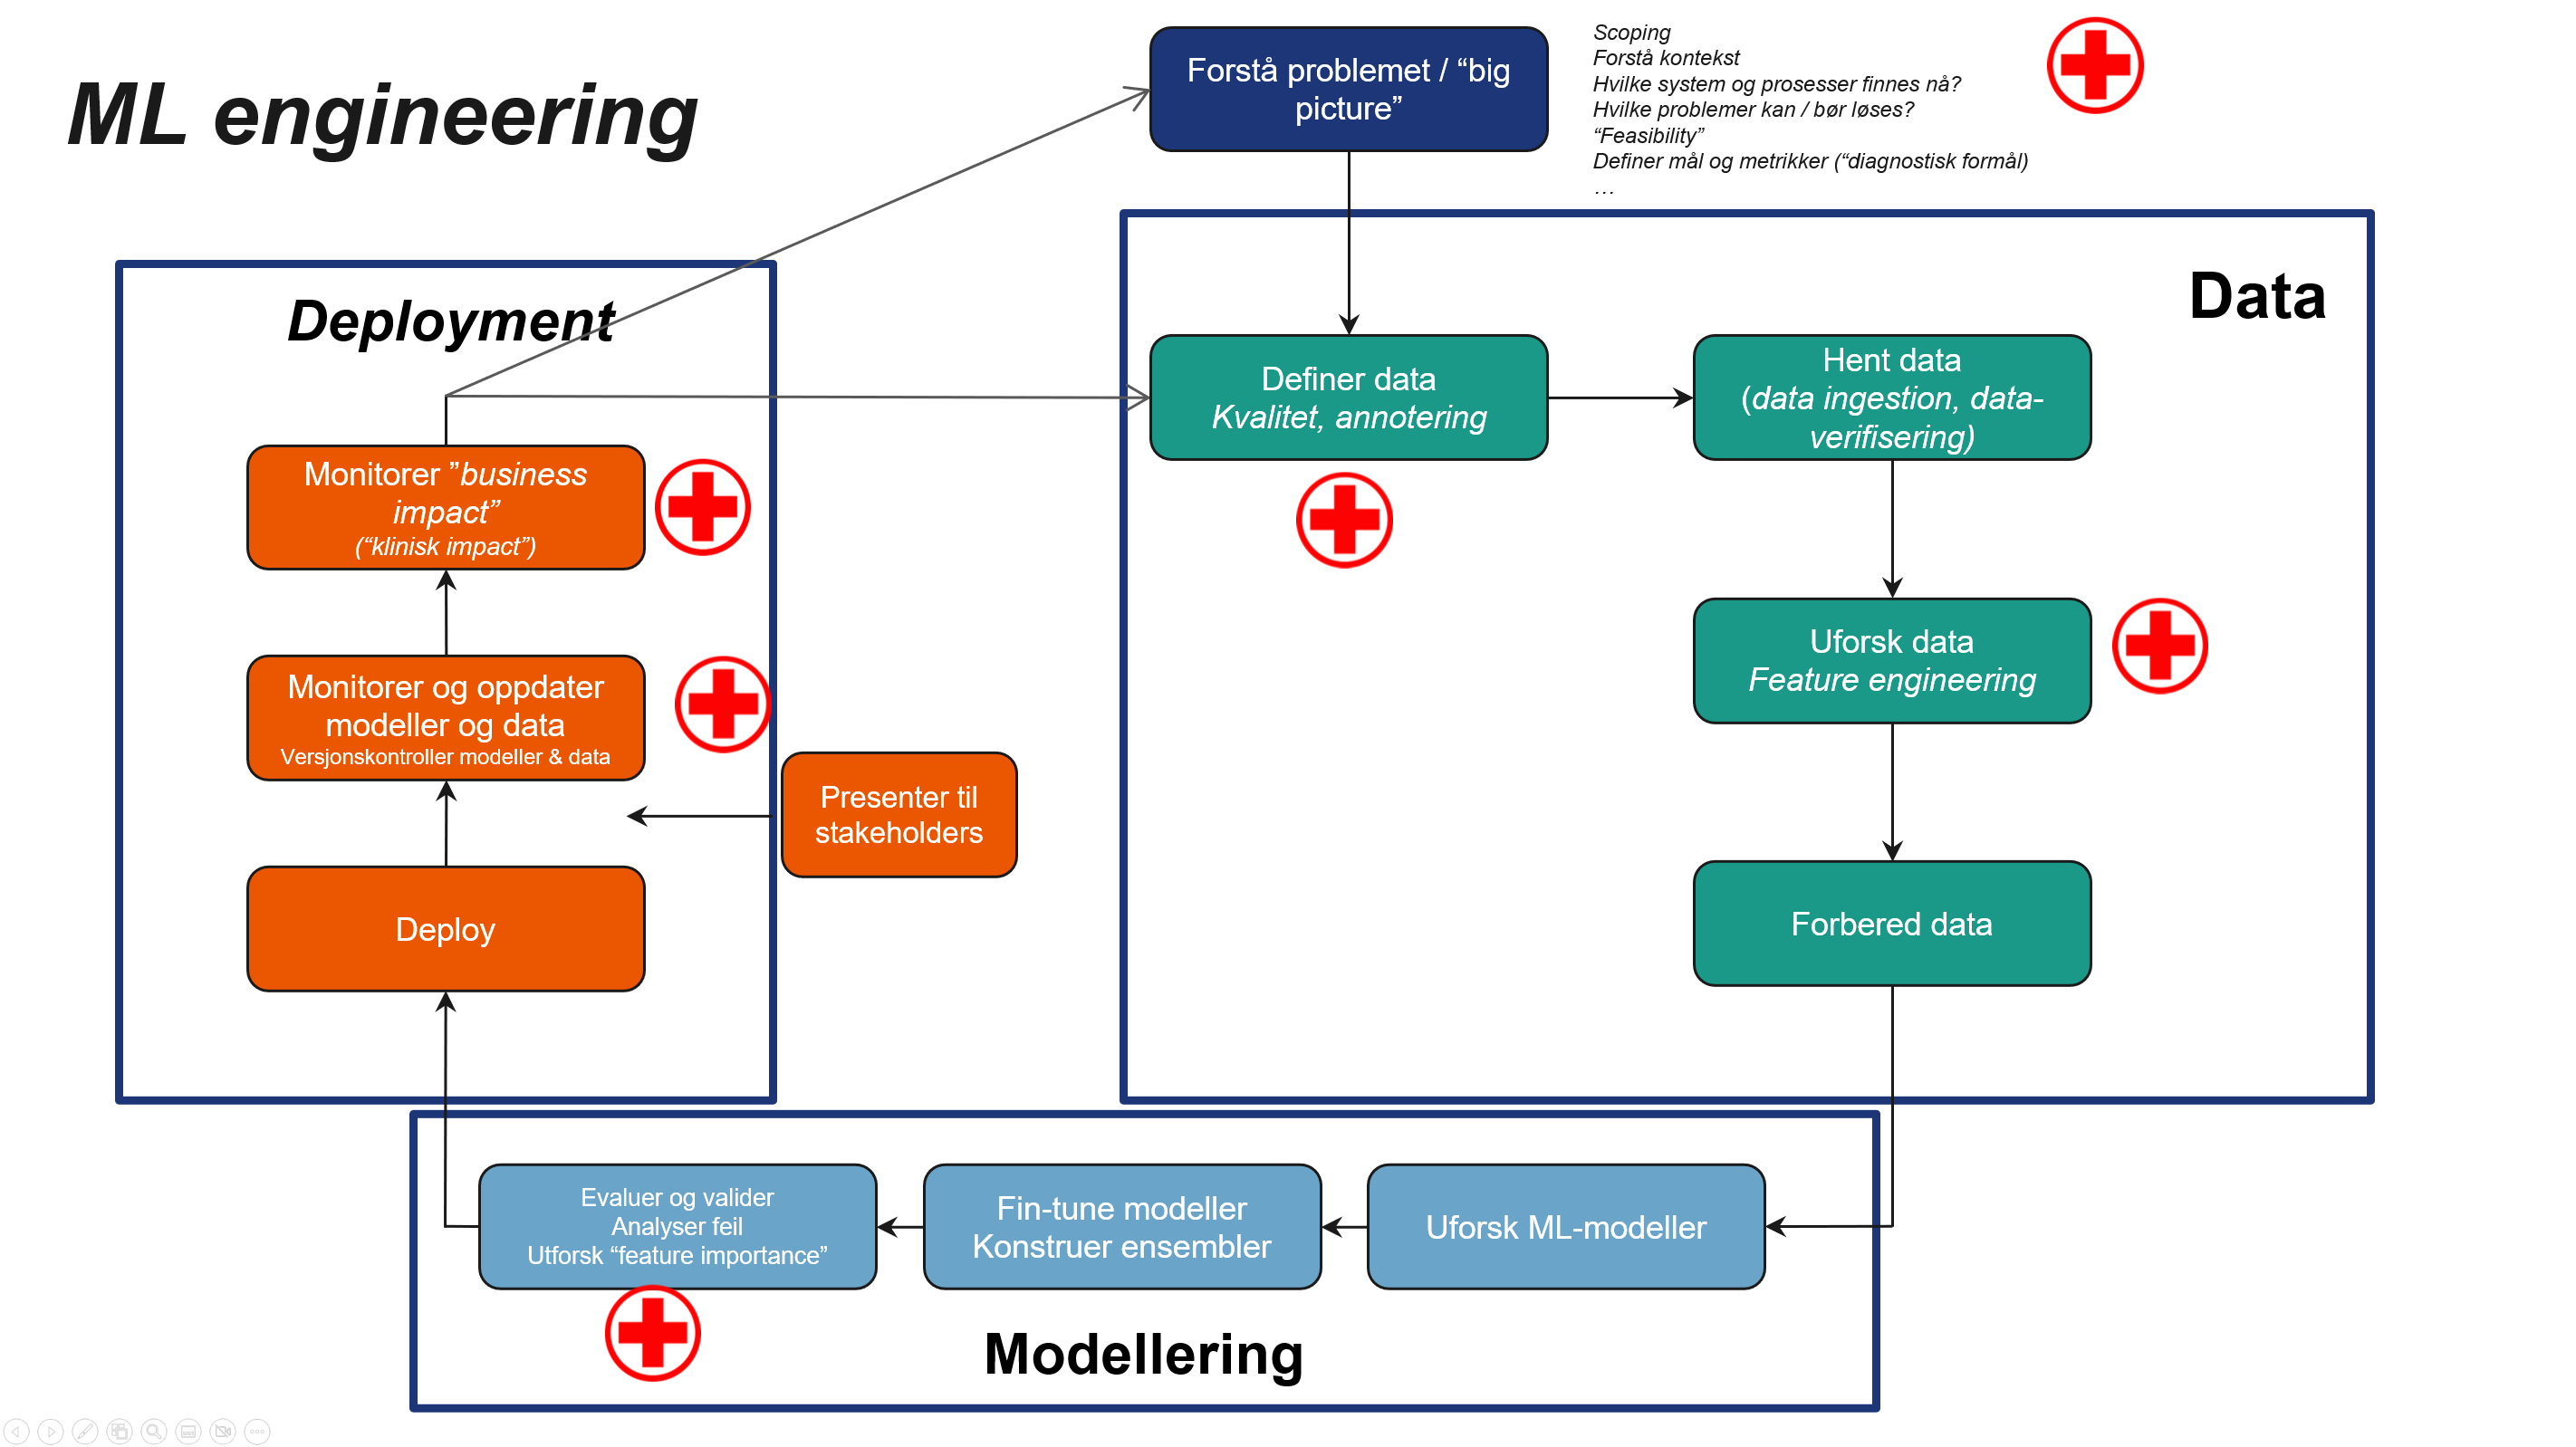 ML engineering
Forstå problemet / “big
picture”
Scoping
Forstå kontekst
Hvilke system og prosesser finnes nå?
Hvilke problemer kan / bør løses?
“Feasibility”
Definer mål og metrikker (“diagnostisk formål)
…
Deployment
Monitorer ”business
impact”
(“klinisk impact”)
Monitorer og oppdater
modeller og data
Versjonskontroller modeller & data
Presenter til
stakeholders
Deploy
Data
Definer data
Kvalitet, annotering
Hent data
(data ingestion, data-
verifisering)
Uforsk data
Feature engineering
Forbered data
Evaluer og valider
Analyser feil
Utforsk “feature importance”
Fin-tune modeller
Konstruer ensembler
Uforsk ML-modeller
Modellering